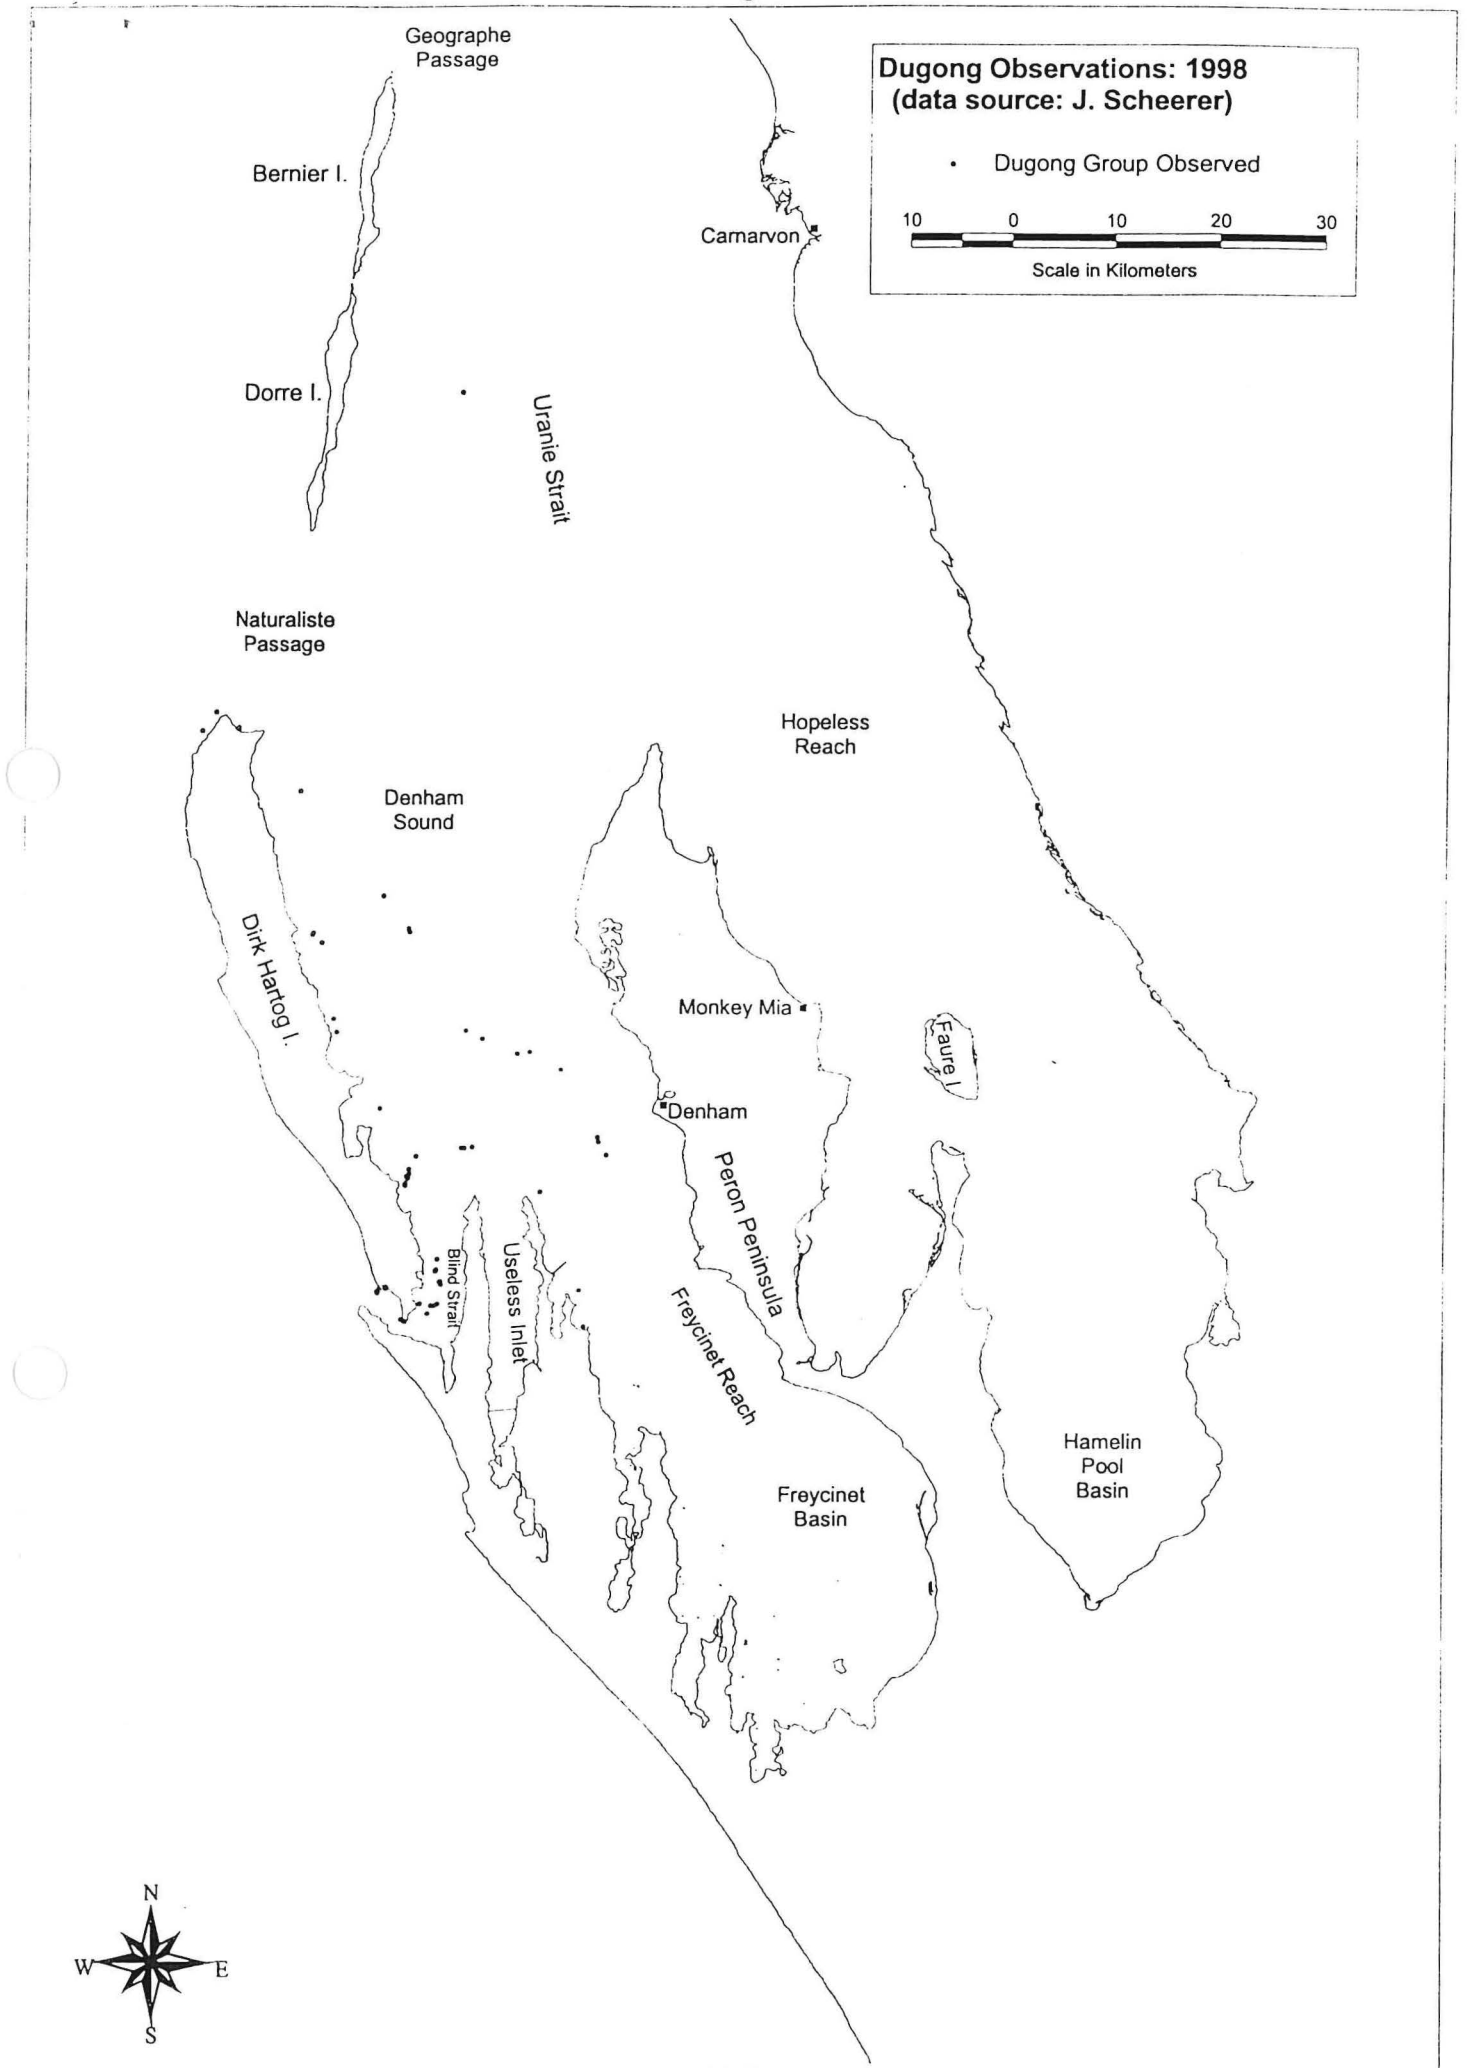 Geographe
Passage
Dugong Observations: 1998
(data source: J. Scheerer)
Dugong Group Observed
10 0 10 20 30
Scale in Kilometers
Bernier I.
Carnarvon
Dorre I.
Uranie Strait
Naturaliste
Passage
Hopeless
Reach
Denham
Sound
Dirk Hartog I.
Monkey Mia
Faure I
Denham
Peron Peninsula
Blind Strait
Useless Inlet
Freycinet Reach
Hamelin
Pool
Basin
Freycinet
Basin
N
W E
S